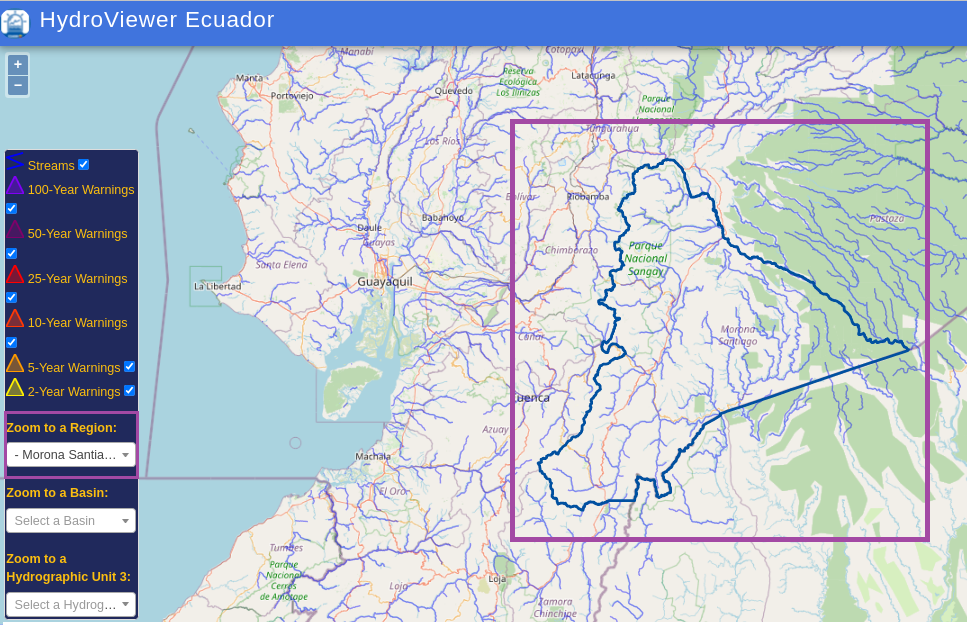 HydroViewer Ecuador
+
−
Streams
100-Year Warnings
50-Year Warnings
25-Year Warnings
10-Year Warnings
5-Year Warnings
2-Year Warnings
Zoom to a Region:
- Morona Santia...
Zoom to a Basin:
Select a Basin
Zoom to a
Hydrographic Unit 3:
Select a Hydrog...
Manabí
Cotopaxi
Manta
Portoviejo
Quevedo
Reserva
Ecológica
Los Ilinizas
Latacunga
Parque
Nacional
Tungurahua
Los Ríos
Bolívar
Riobamba
Pastaza
Babahoyo
Daule
Guayas
Chimborazo
Parque
Nacional
Sangay
Santa Elena
La Libertad
Guayaquil
Cañar
Morona
Santiago
Cuenca
Azuay
Machala
El Oro
Tumbes
Parque
Nacional
Cerros
de Amotape
Loja
Loja
Zamora
Chinchipe